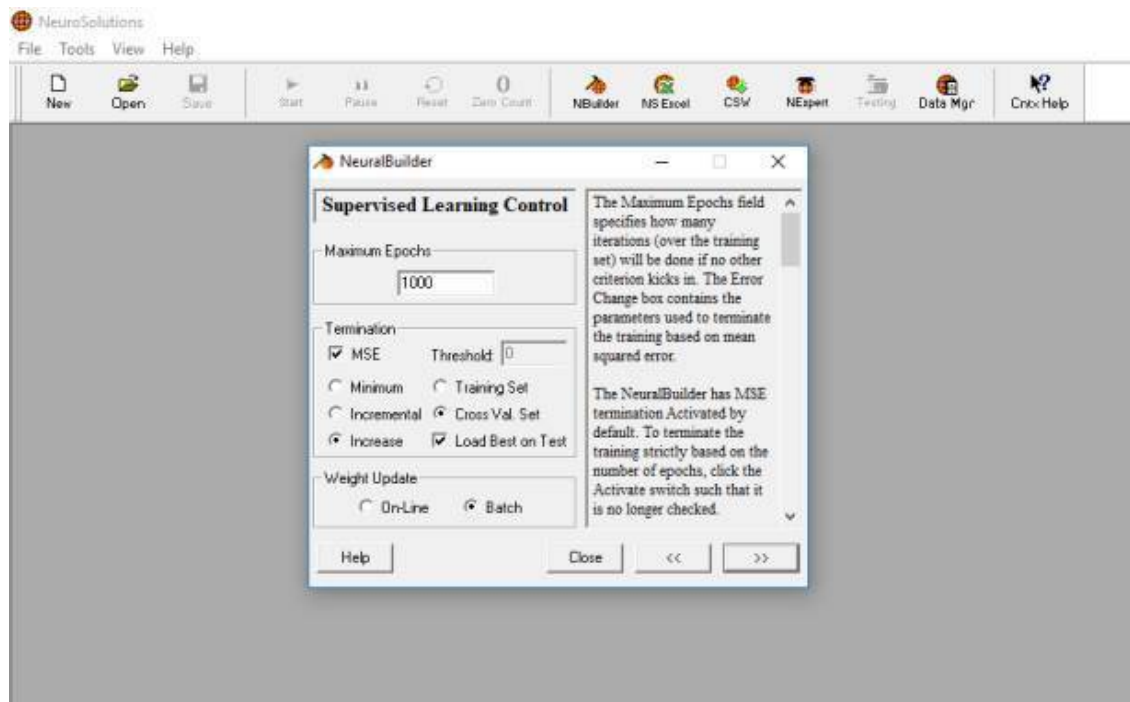 NeuroSolutions
File Tools View Help
New Open Save Start Pause Reset Zero Count NBuilder NS Excel CSW NExpert Testing Data Mgr Cntx Help
NeuralBuilder
Supervised Learning Control
Maximum Epochs
1000
Termination
MSE Threshold: 0
Minimum Training Set
Incremental Cross Val. Set
Increase Load Best on Test
Weight Update
On-Line Batch
The Maximum Epochs field
specifies how many
iterations (over the training
set) will be done if no other
criterion kicks in. The Error
Change box contains the
parameters used to terminate
the training based on mean
squared error.
The NeuralBuilder has MSE
termination Activated by
default. To terminate the
training strictly based on the
number of epochs, click the
Activate switch such that it
is no longer checked.
Help Close << >>